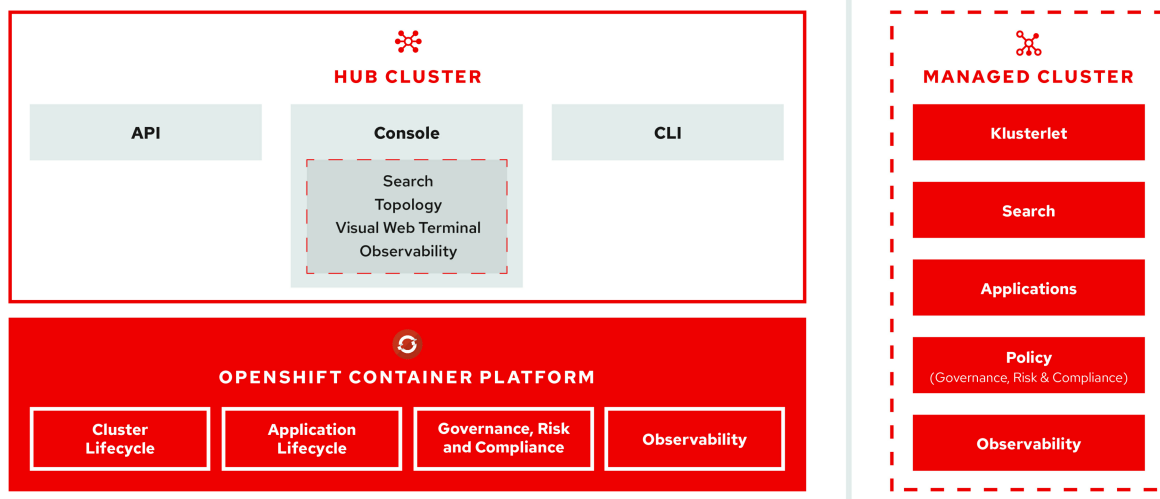 HUB CLUSTER
API
Console
CLI
Search
Topology
Visual Web Terminal
Observability
OPENSHIFT CONTAINER PLATFORM
Cluster
Lifecycle
Application
Lifecycle
Governance, Risk
and Compliance
Observability
MANAGED CLUSTER
Klusterlet
Search
Applications
Policy
(Governance, Risk & Compliance)
Observability